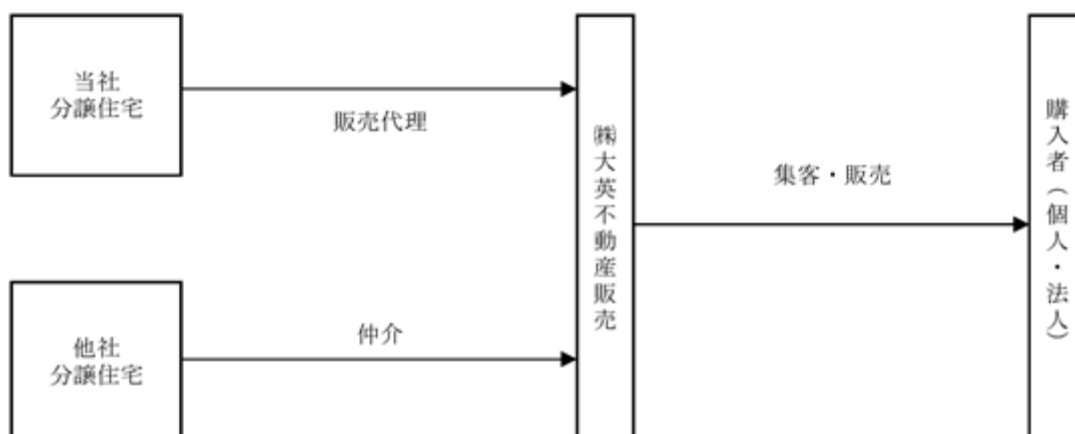 当社
分譲住宅
販売代理
他社
分譲住宅
仲介
㈱大英不動産販売
集客・販売
購入者(個人・法人)